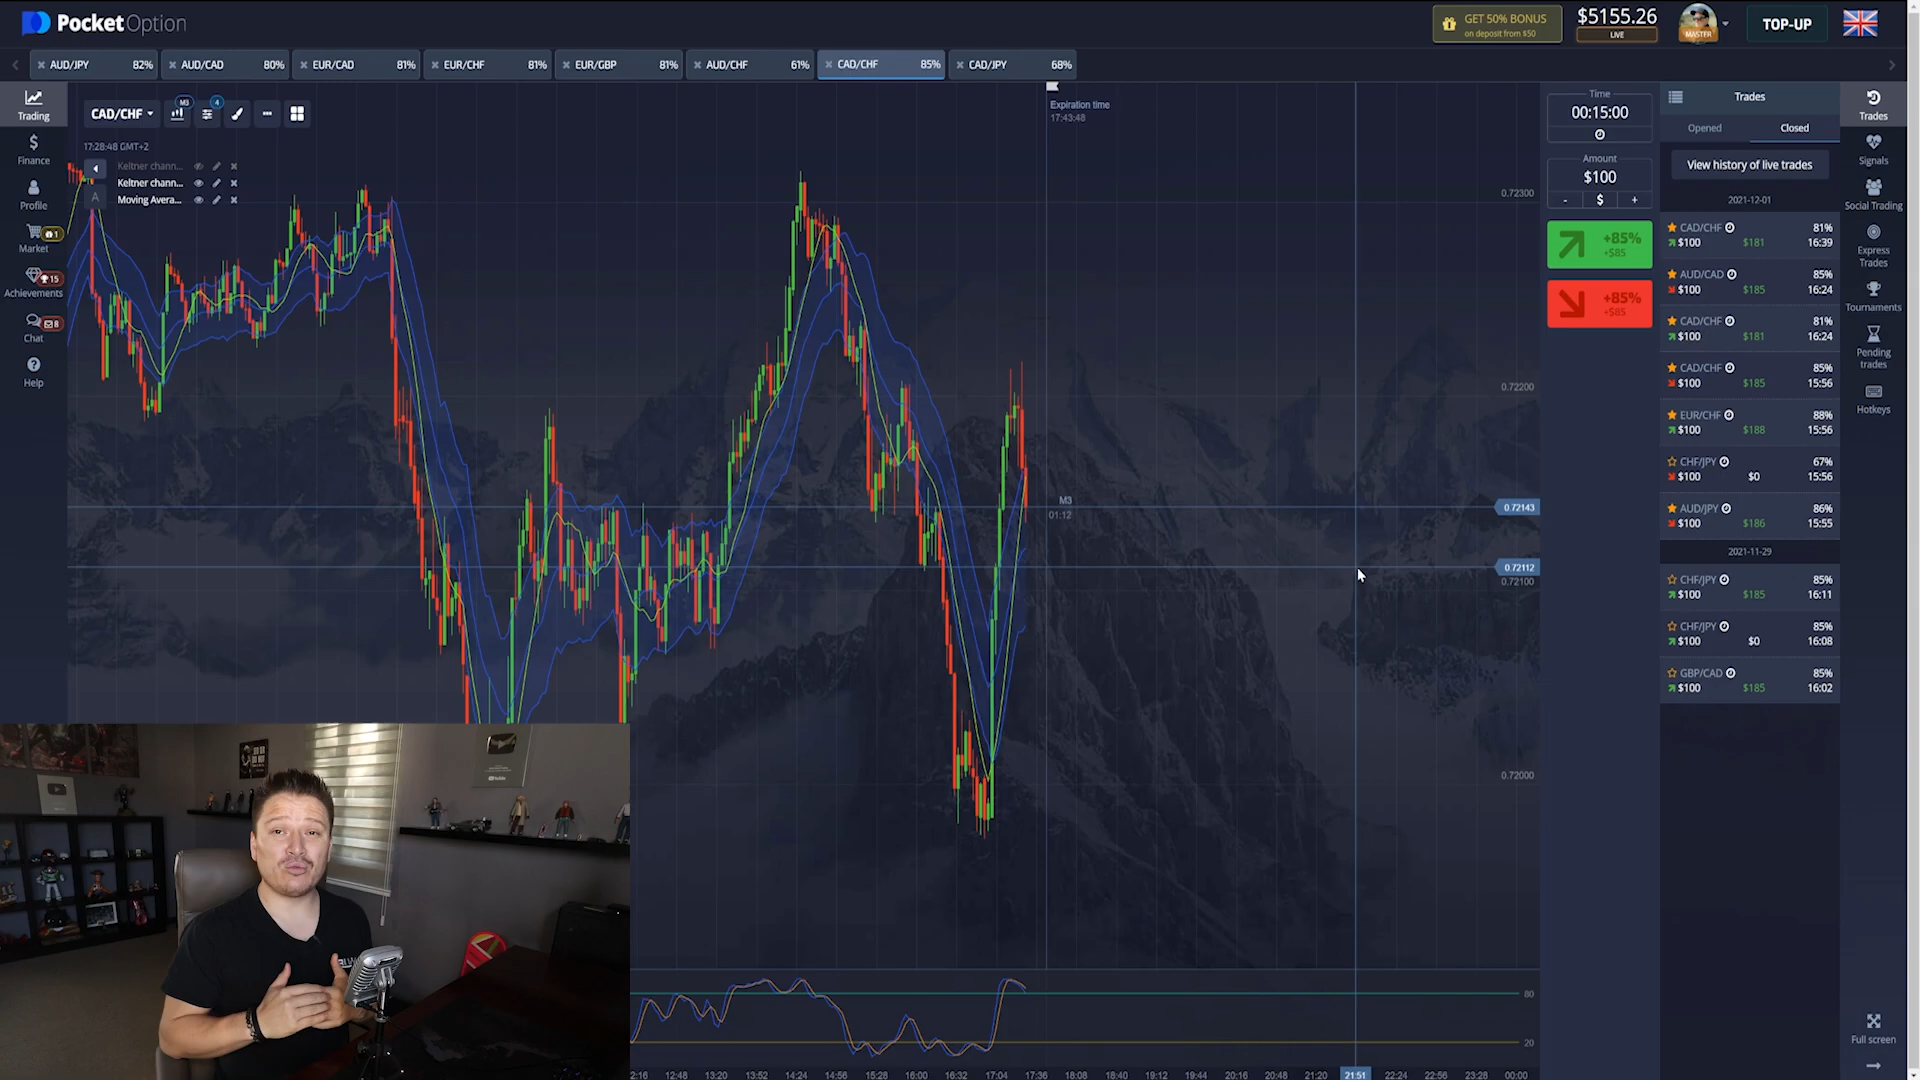 PocketOption
GET 50% BONUS
on deposit from $50
$5155.26
LIVE
MASTER
TOP-UP
AUD/JPY 82%
AUD/CAD 80%
EUR/CAD 81%
EUR/CHF 81%
EUR/GBP 81%
AUD/CHF 61%
CAD/CHF 85%
CAD/JPY 68%
Trading
Finance
Profile
Market
1
Achievements
15
Chat
8
Help
CAD/CHF
M3
4
17:28:48 GMT+2
Keltner chann...
Keltner chann...
A
Moving Avera...
Expiration time
17:43:48
M3
01:12
0.72300
0.72200
0.72143
0.72112
0.72100
0.72000
80
20
2:16 12:48 13:20 13:52 14:24 14:56 15:28 16:00 16:32 17:04 17:36 18:08 18:40 19:12 19:44 20:16 20:48 21:20 21:51 22:24 22:56 23:28 00:00
Time
00:15:00
Amount
$100
- $ +
+85%
+$85
+85%
+$85
Trades
Opened Closed
View history of live trades
2021-12-01
CAD/CHF 81%
$100 $181 16:39
AUD/CAD 85%
$100 $185 16:24
CAD/CHF 81%
$100 $181 16:24
CAD/CHF 85%
$100 $185 15:56
EUR/CHF 88%
$100 $188 15:56
CHF/JPY 67%
$100 $0 15:56
AUD/JPY 86%
$100 $186 15:55
2021-11-29
CHF/JPY 85%
$100 $185 16:11
CHF/JPY 85%
$100 $0 16:08
GBP/CAD 85%
$100 $185 16:02
Trades
Signals
Social Trading
Express
Trades
Tournaments
Pending
trades
Hotkeys
Full screen